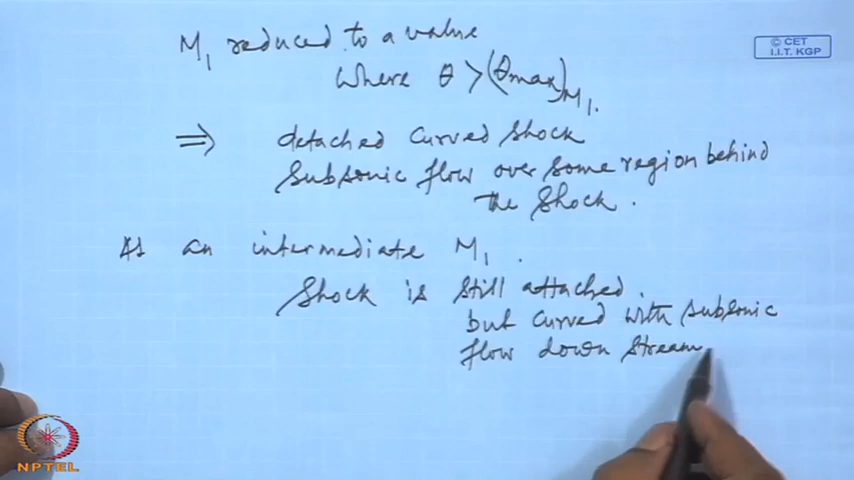 M₁ reduced to a value
© CET
I.I.T. KGP
where θ > (θmax)M₁.
⇒ detached curved shock
subsonic flow over some region behind
the shock.
As an intermediate M₁.
Shock is still attached.
but curved with subsonic
flow down stream
NPTEL